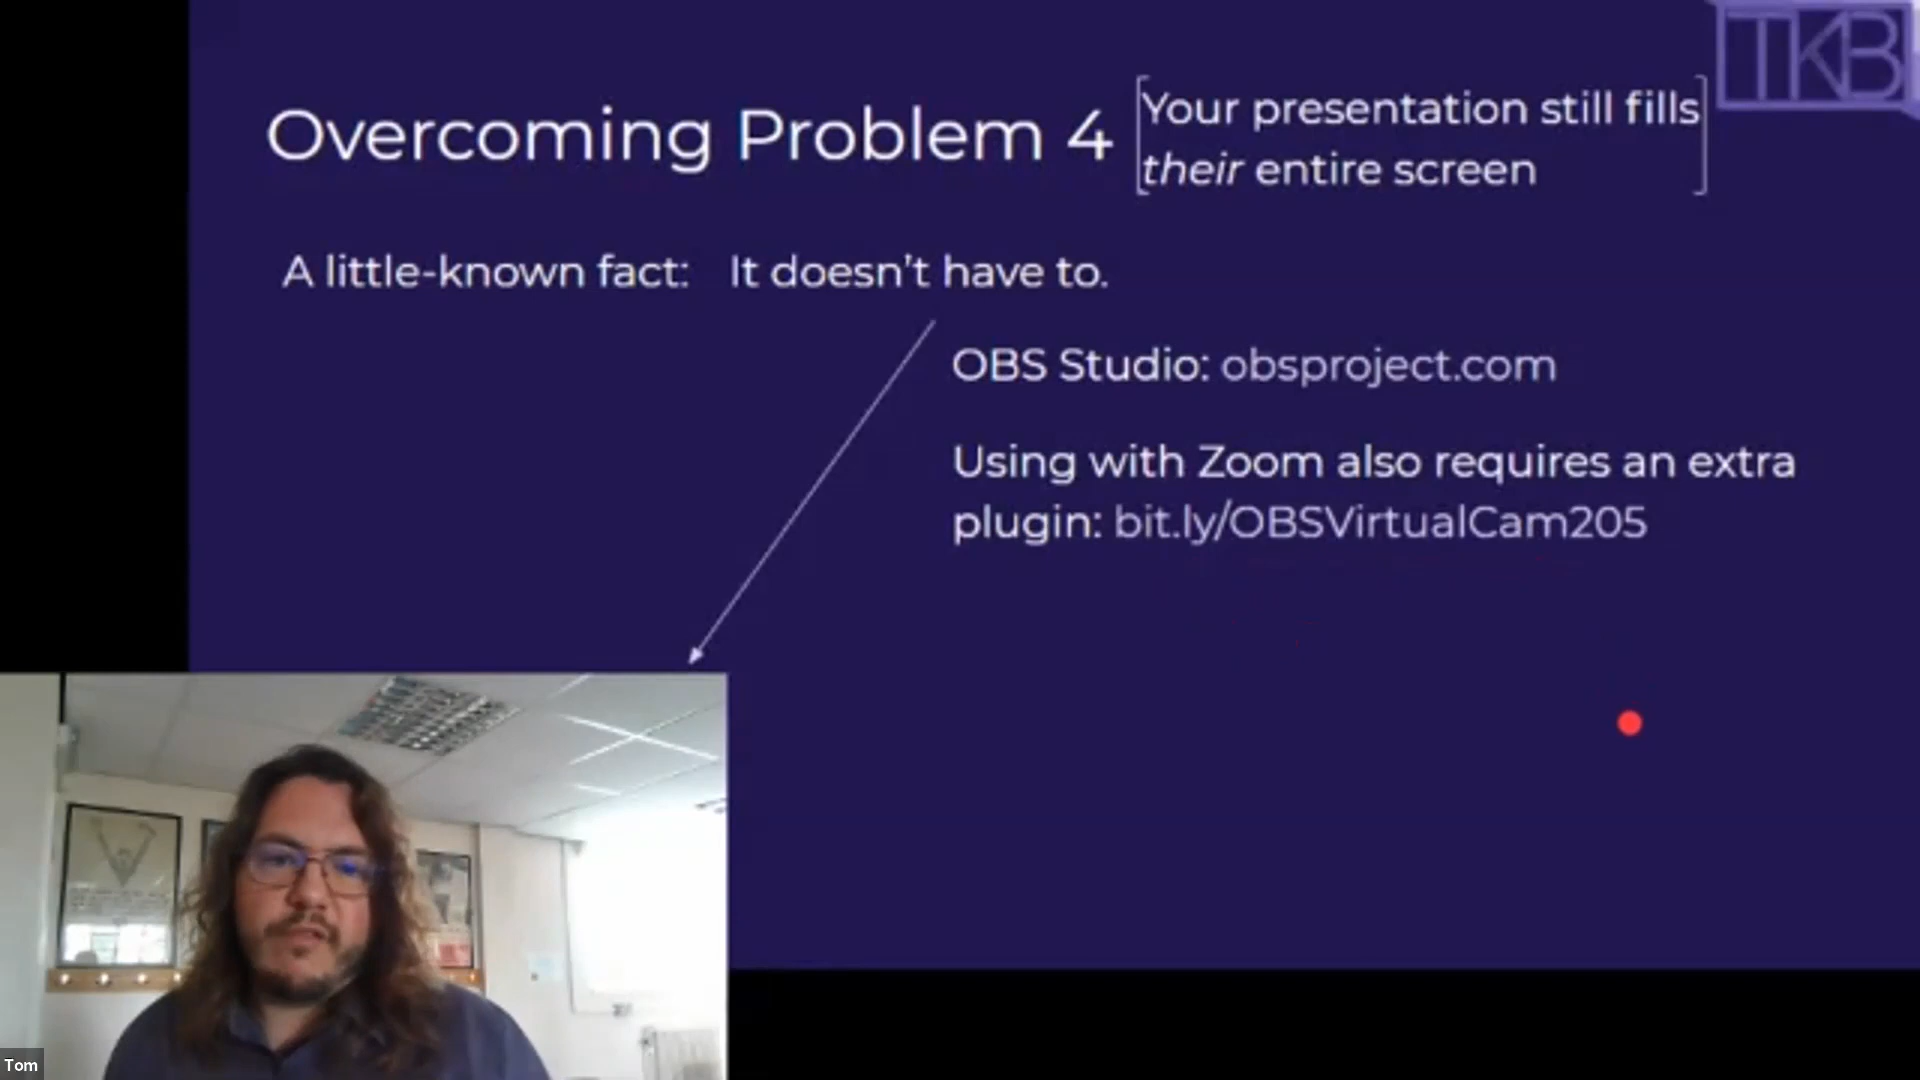 TKB
Overcoming Problem 4
Your presentation still fills
their entire screen
A little-known fact: It doesn't have to.
OBS Studio: obsproject.com
Using with Zoom also requires an extra
plugin: bit.ly/OBSVirtualCam205
Tom